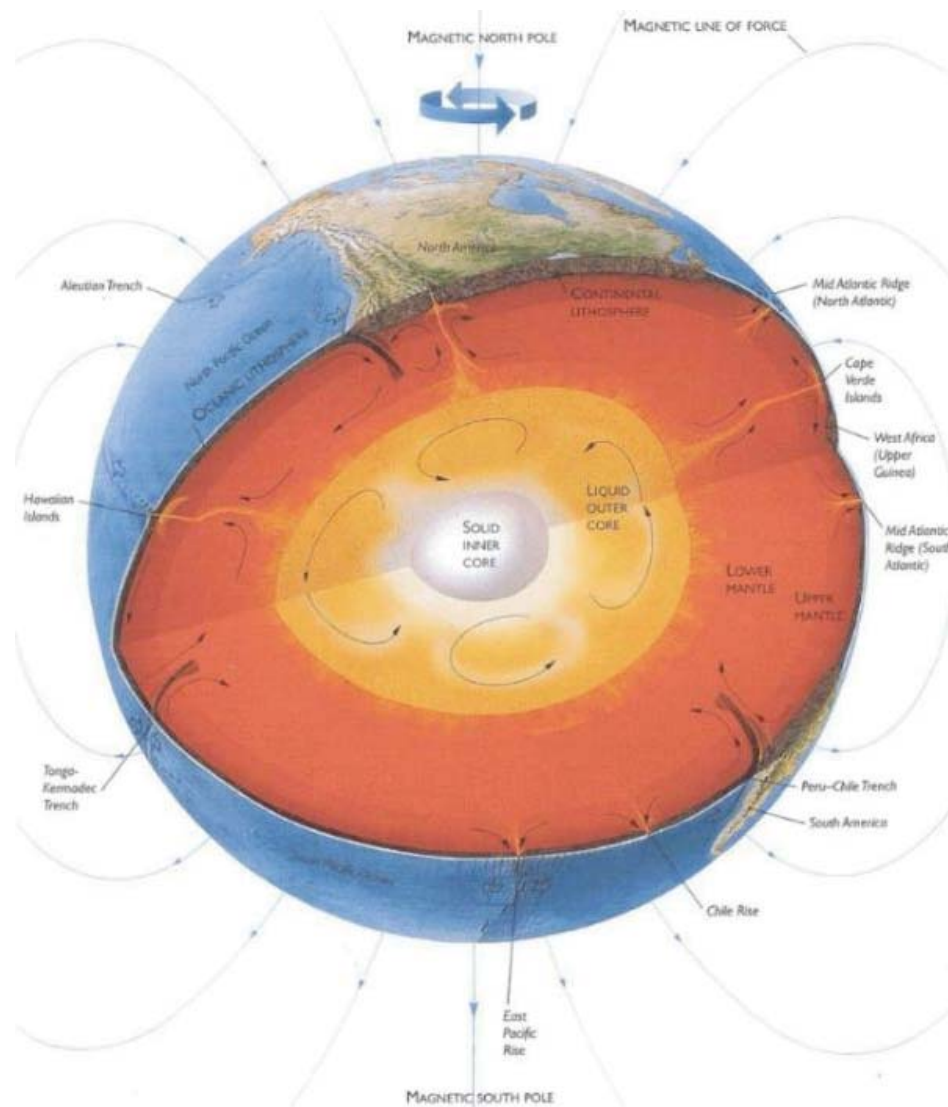 MAGNETIC NORTH POLE
MAGNETIC LINE OF FORCE
North America
Aleutian Trench
CONTINENTAL
LITHOSPHERE
Mid Atlantic Ridge
(North Atlantic)
North Pacific Ocean
OCEANIC LITHOSPHERE
Cape
Verde
Islands
West Africa
(Upper
Guinea)
Hawaiian
Islands
SOLID
INNER
CORE
LIQUID
OUTER
CORE
Mid Atlantic
Ridge (South
Atlantic)
LOWER
MANTLE
UPPER
MANTLE
Tonga-
Kermadec
Trench
Peru–Chile Trench
South America
Chile Rise
East
Pacific
Rise
MAGNETIC SOUTH POLE